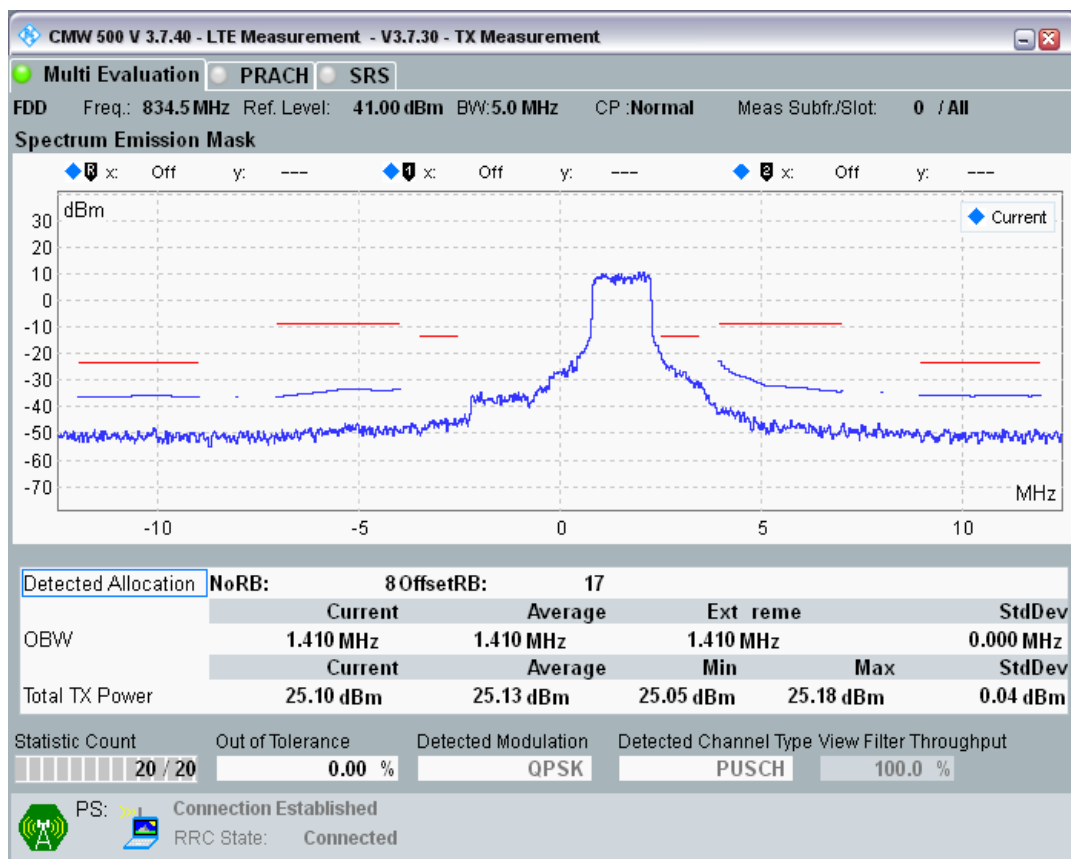 CMW 500 V 3.7.40 - LTE Measurement - V3.7.30 - TX Measurement
Multi Evaluation PRACH SRS
FDD Freq.: 834.5 MHz Ref. Level: 41.00 dBm BW:5.0 MHz CP :Normal Meas Subfr./Slot: 0 / All
Spectrum Emission Mask
R x: Off y: --- 1 x: Off y: --- 2 x: Off y: ---
dBm
Current
30
20
10
0
-10
-20
-30
-40
-50
-60
-70
MHz
-10 -5 0 5 10
Detected Allocation NoRB: 8 OffsetRB: 17
Current Average Ext reme StdDev
OBW 1.410 MHz 1.410 MHz 1.410 MHz 0.000 MHz
Current Average Min Max StdDev
Total TX Power 25.10 dBm 25.13 dBm 25.05 dBm 25.18 dBm 0.04 dBm
Statistic Count Out of Tolerance Detected Modulation Detected Channel Type View Filter Throughput
20 / 20 0.00 % QPSK PUSCH 100.0 %
PS: Connection Established
RRC State: Connected